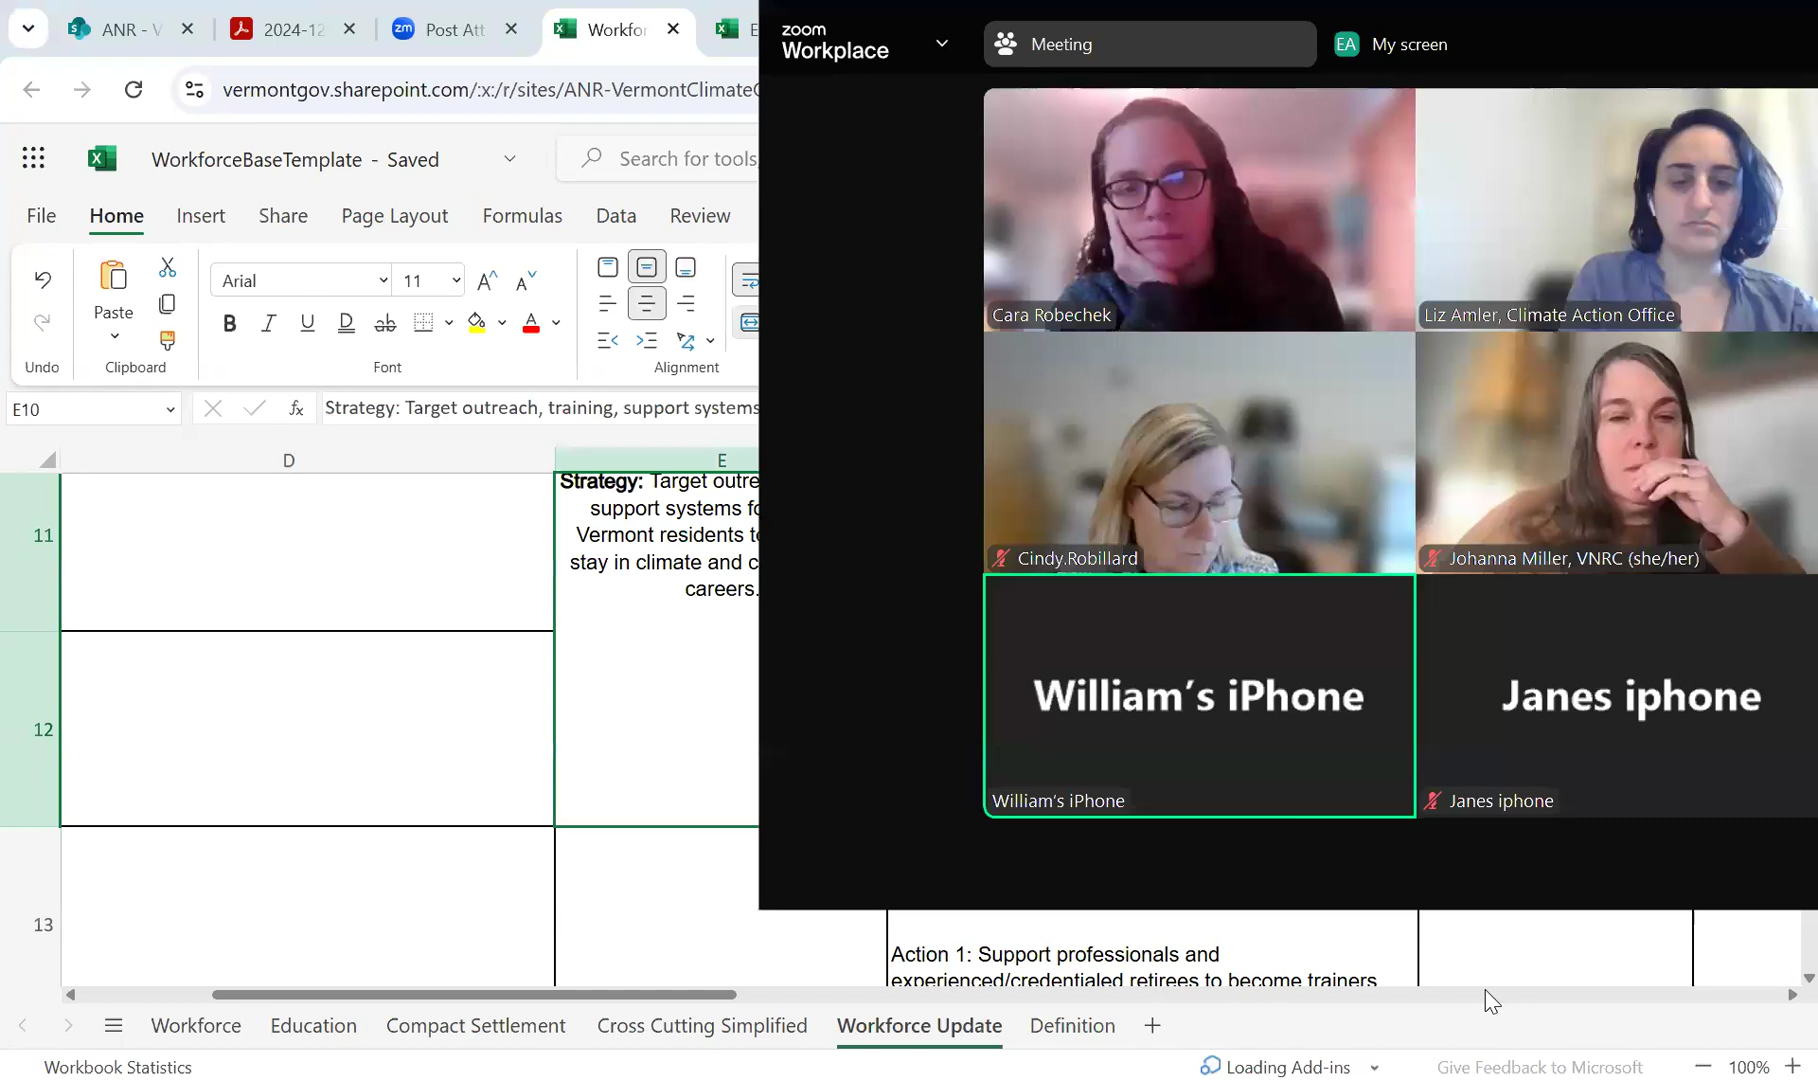 ANR - V
2024-12
Post Att
Workfor
vermontgov.sharepoint.com/:x:/r/sites/ANR-VermontClimateC
WorkforceBaseTemplate - Saved
Search for tools,
File
Home
Insert
Share
Page Layout
Formulas
Data
Review
Paste
Arial
11
B I U D ab
A
Undo
Clipboard
Font
Alignment
E10
fx
Strategy: Target outreach, training, support systems
D
E
11
Strategy: Target outre
support systems fo
Vermont residents to
stay in climate and c
careers.
12
13
Action 1: Support professionals and
experienced/credentialed retirees to become trainers
Workforce
Education
Compact Settlement
Cross Cutting Simplified
Workforce Update
Definition
Workbook Statistics
Loading Add-ins
Give Feedback to Microsoft
100%
zoom
Workplace
Meeting
EA
My screen
Cara Robechek
Liz Amler, Climate Action Office
Cindy.Robillard
Johanna Miller, VNRC (she/her)
William's iPhone
William's iPhone
Janes iphone
Janes iphone